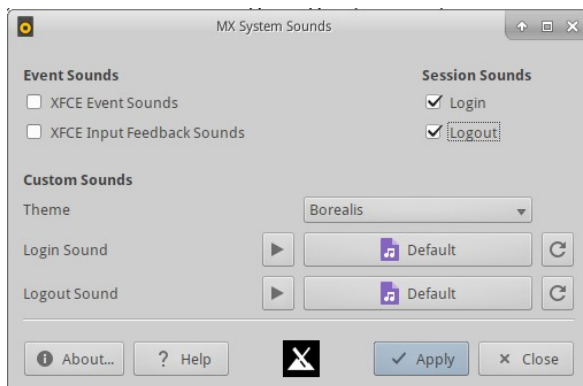 MX System Sounds
Event Sounds
Session Sounds
XFCE Event Sounds
Login
XFCE Input Feedback Sounds
Logout
Custom Sounds
Theme
Borealis
Login Sound
Default
Logout Sound
Default
About...
? Help
Apply
Close